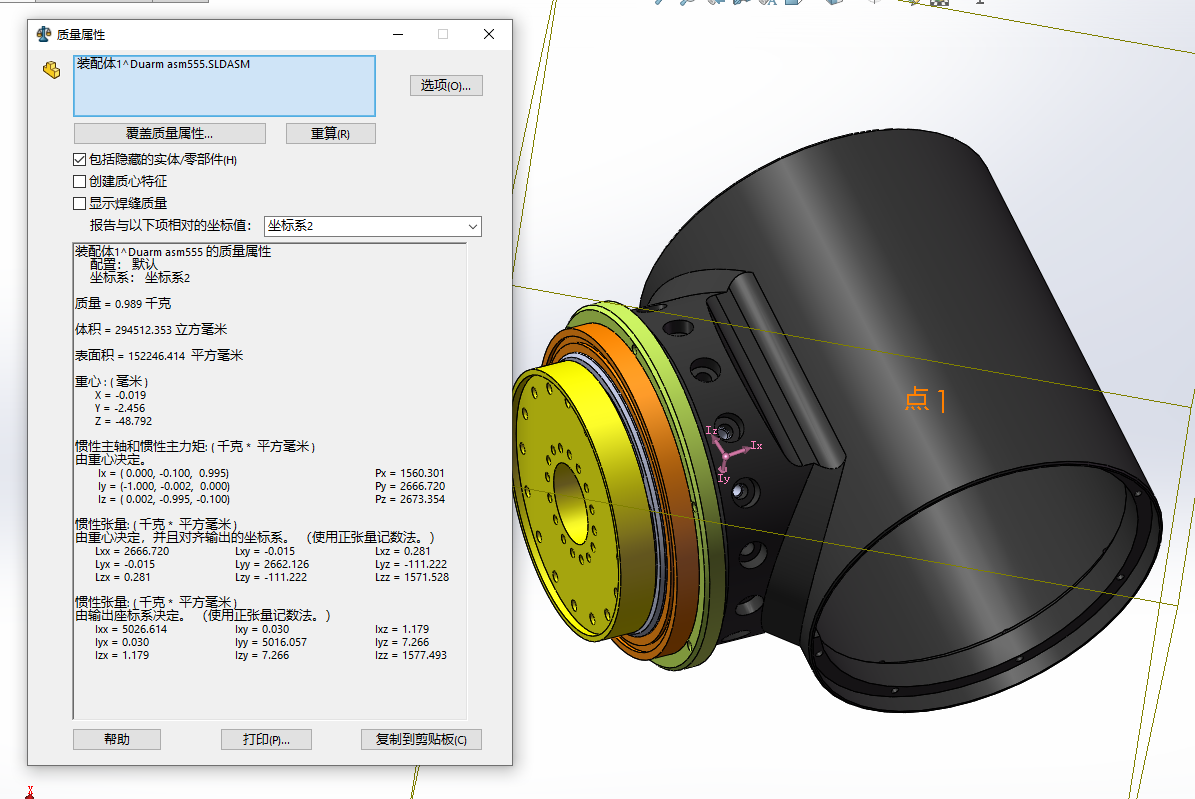 质量属性
装配体1^Duarm asm555.SLDASM
选项(O)...
覆盖质量属性...
重算(R)
包括隐藏的实体/零部件(H)
创建质心特征
显示焊缝质量
报告与以下项相对的坐标值: 坐标系2
装配体1^Duarm asm555 的质量属性
配置: 默认
坐标系: 坐标系2
质量 = 0.989 千克
体积 = 294512.353 立方毫米
表面积 = 152246.414 平方毫米
重心 : ( 毫米 )
X = -0.019
Y = -2.456
Z = -48.792
惯性主轴和惯性主力矩: ( 千克 * 平方毫米 )
由重心决定。
Ix = ( 0.000, -0.100, 0.995) Px = 1560.301
Iy = (-1.000, -0.002, 0.000) Py = 2666.720
Iz = ( 0.002, -0.995, -0.100) Pz = 2673.354
惯性张量: ( 千克 * 平方毫米 )
由重心决定，并且对齐输出的坐标系。 （使用正张量记数法。）
Lxx = 2666.720 Lxy = -0.015 Lxz = 0.281
Lyx = -0.015 Lyy = 2662.126 Lyz = -111.222
Lzx = 0.281 Lzy = -111.222 Lzz = 1571.528
惯性张量: ( 千克 * 平方毫米 )
由输出座标系决定。 （使用正张量记数法。）
Ixx = 5026.614 Ixy = 0.030 Ixz = 1.179
Iyx = 0.030 Iyy = 5016.057 Iyz = 7.266
Izx = 1.179 Izy = 7.266 Izz = 1577.493
帮助
打印(P)...
复制到剪贴板(C)
点1
Iz
Ix
Iy